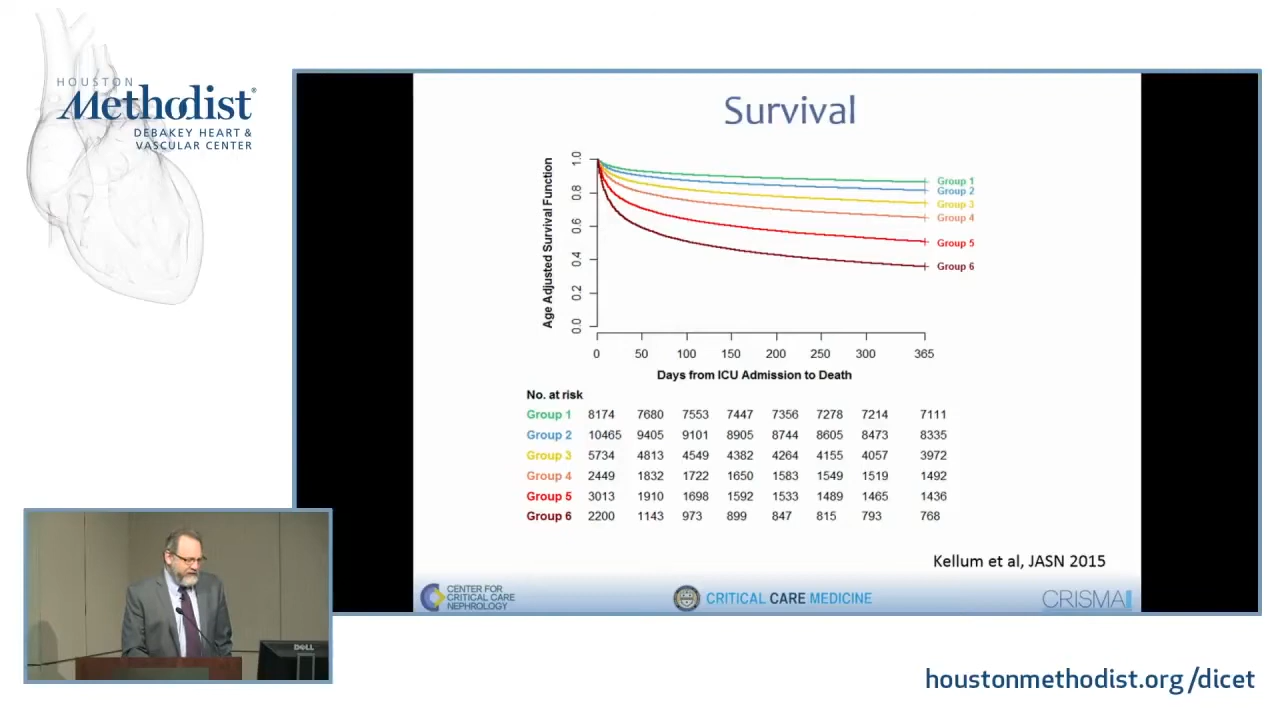 HOUSTON
Methodist®
DEBAKEY HEART &
VASCULAR CENTER
Survival
Age Adjusted Survival Function
1.0
0.8
0.6
0.4
0.2
0.0
Group 1
Group 2
Group 3
Group 4
Group 5
Group 6
0 50 100 150 200 250 300 365
Days from ICU Admission to Death
No. at risk
Group 1 8174 7680 7553 7447 7356 7278 7214 7111
Group 2 10465 9405 9101 8905 8744 8605 8473 8335
Group 3 5734 4813 4549 4382 4264 4155 4057 3972
Group 4 2449 1832 1722 1650 1583 1549 1519 1492
Group 5 3013 1910 1698 1592 1533 1489 1465 1436
Group 6 2200 1143 973 899 847 815 793 768
Kellum et al, JASN 2015
CENTER FOR
CRITICAL CARE
NEPHROLOGY
CRITICAL CARE MEDICINE
CRISMA
DELL
houstonmethodist.org/dicet